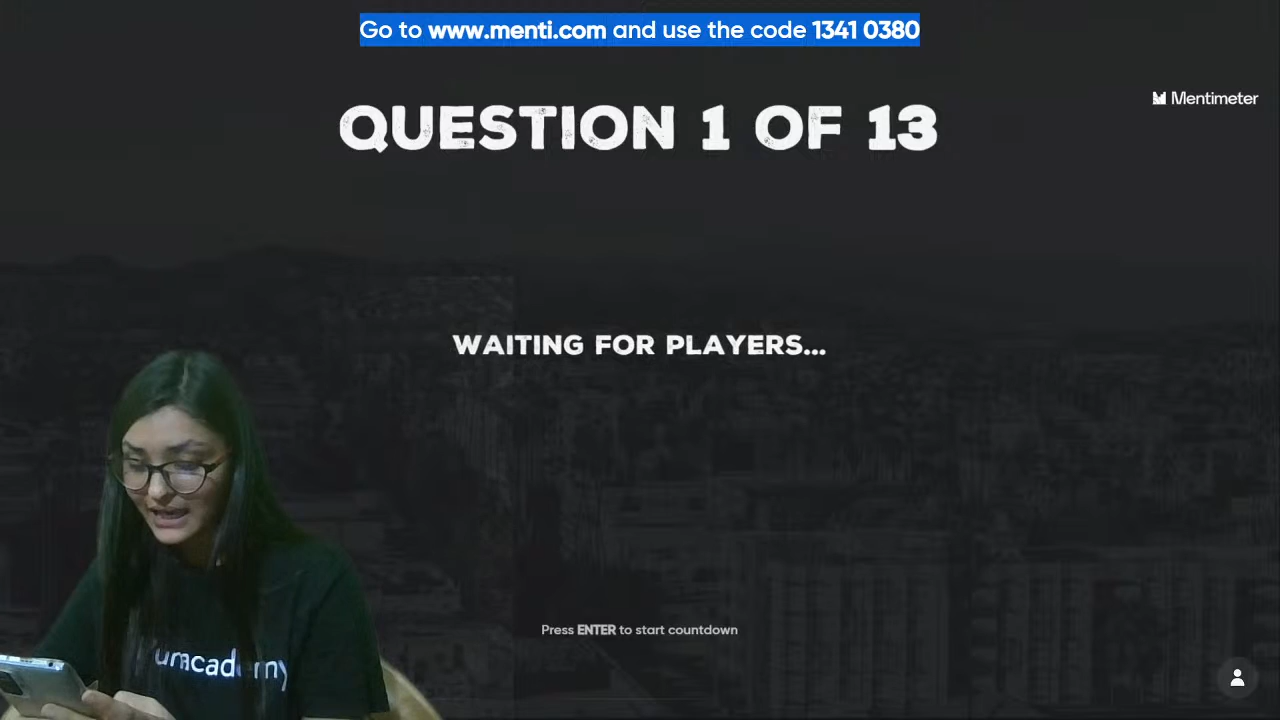 Go to www.menti.com and use the code 1341 0380
Mentimeter
QUESTION 1 OF 13
WAITING FOR PLAYERS...
unacademy
Press ENTER to start countdown